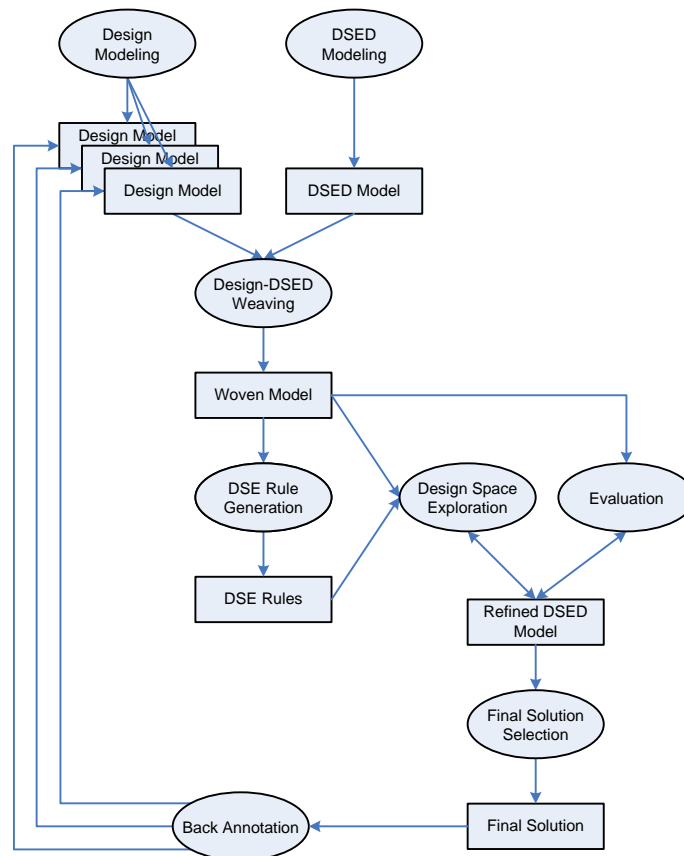 Design
Modeling
DSED
Modeling
Design Model
Design Model
Design Model
DSED Model
Design-DSED
Weaving
Woven Model
DSE Rule
Generation
Design Space
Exploration
Evaluation
DSE Rules
Refined DSED
Model
Final Solution
Selection
Back Annotation
Final Solution